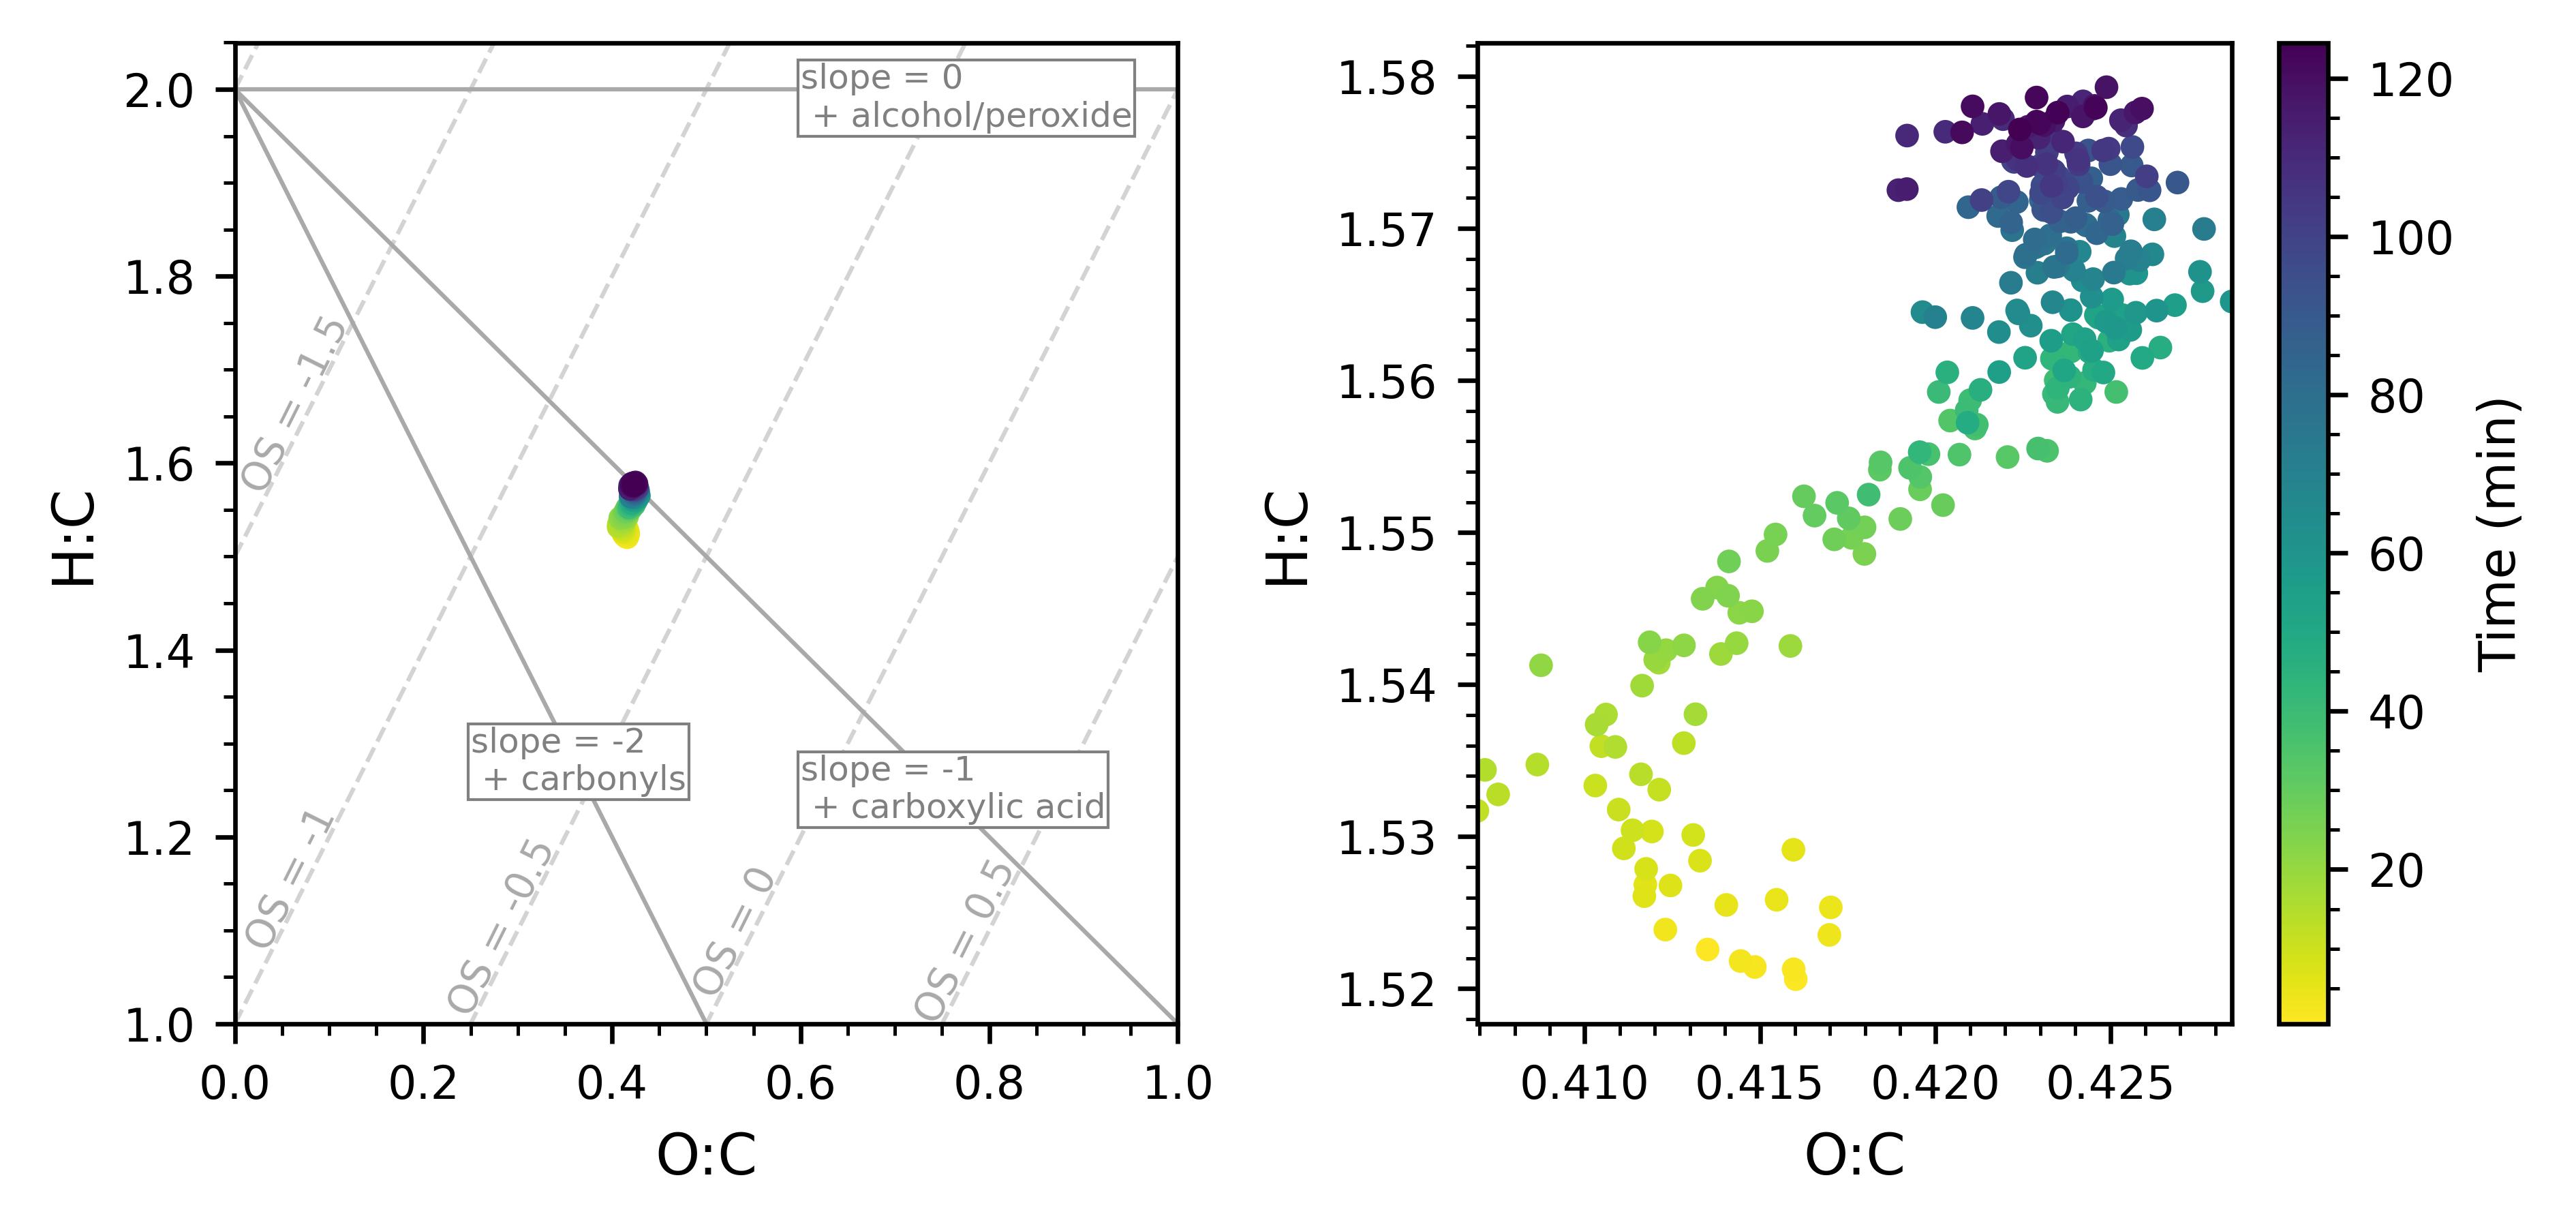 slope = 0
+ alcohol/peroxide
slope = -2
+ carbonyls
slope = -1
+ carboxylic acid
OS = -1.5
OS = -1
OS = -0.5
OS = 0
OS = 0.5
2.0
1.8
1.6
1.4
1.2
1.0
H:C
0.0 0.2 0.4 0.6 0.8 1.0
O:C
1.58
1.57
1.56
1.55
1.54
1.53
1.52
H:C
0.410 0.415 0.420 0.425
O:C
120
100
80
60
40
20
Time (min)